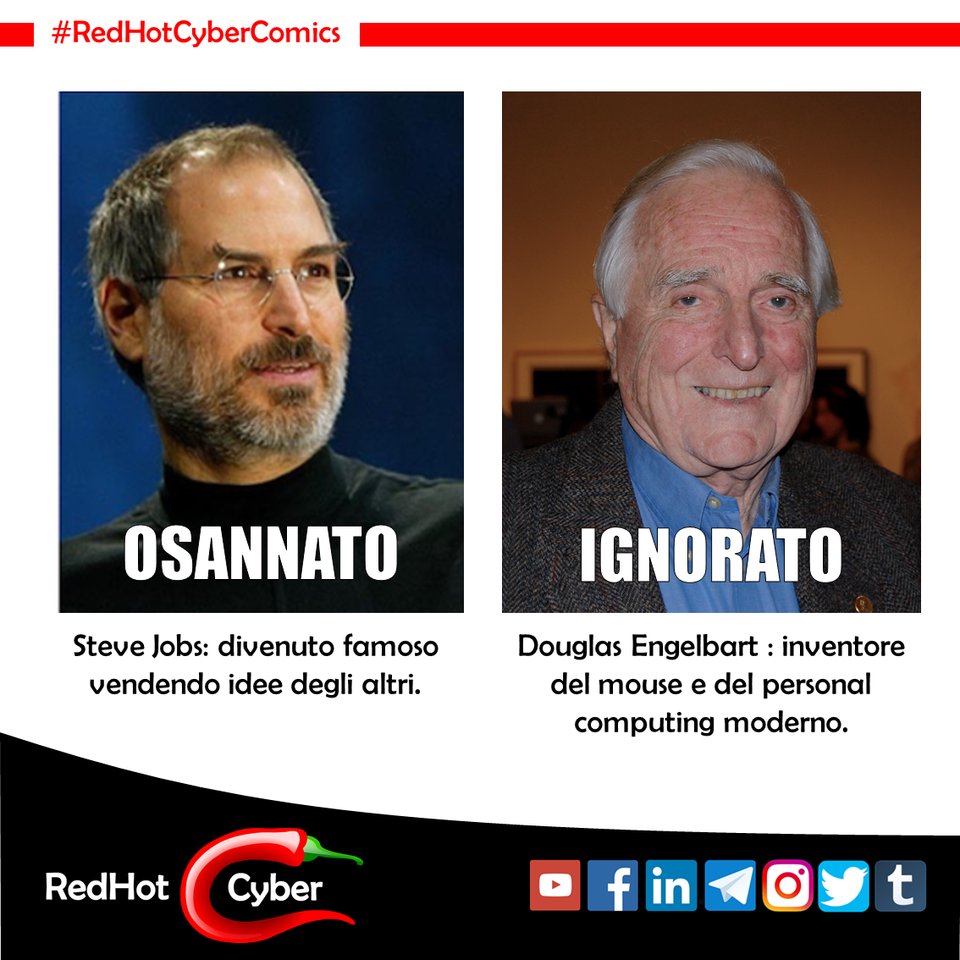 #RedHotCyberComics
OSANNATO
IGNORATO
Steve Jobs: divenuto famoso
vendendo idee degli altri.
Douglas Engelbart : inventore
del mouse e del personal
computing moderno.
RedHot Cyber